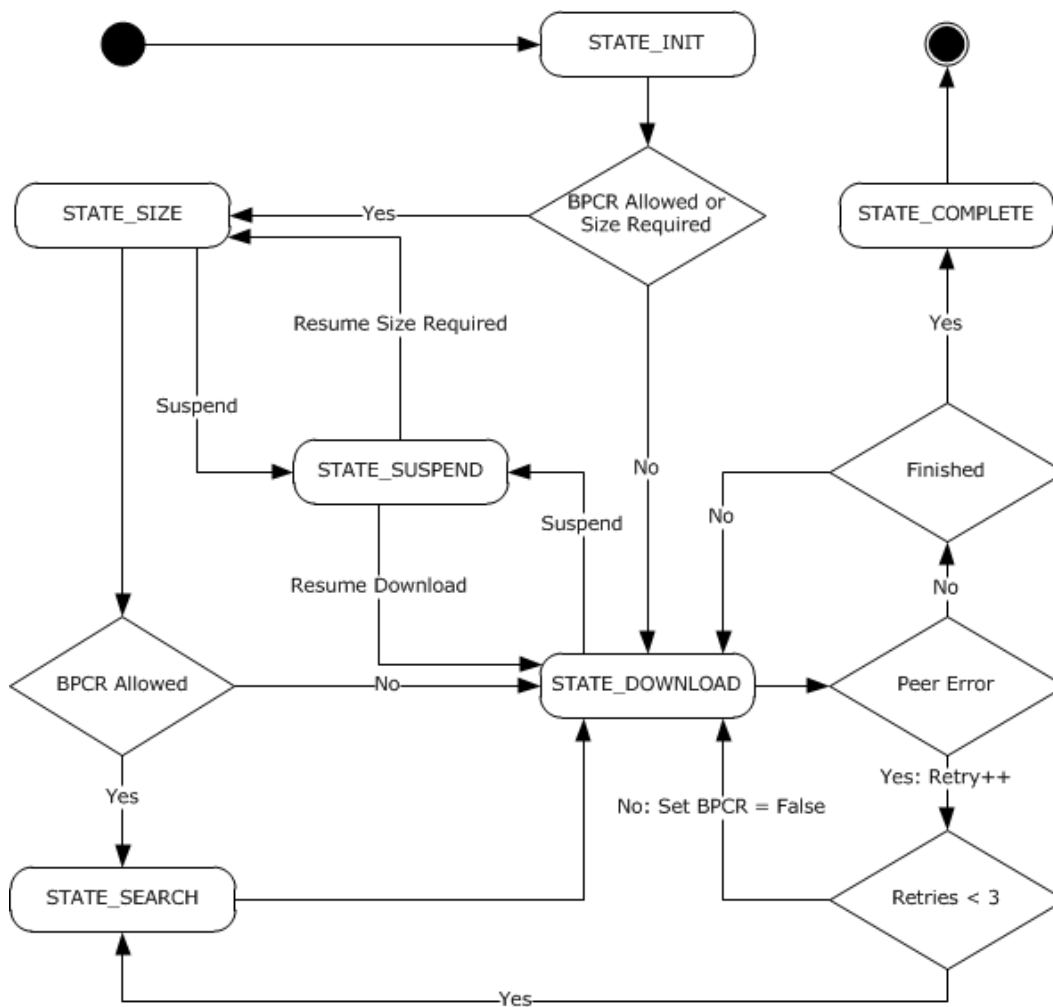 STATE_INIT
BPCR Allowed or
Size Required
Yes
STATE_SIZE
STATE_COMPLETE
Resume Size Required
Yes
Suspend
STATE_SUSPEND
No
Finished
Suspend
No
Resume Download
No
BPCR Allowed
No
STATE_DOWNLOAD
Peer Error
Yes: Retry++
Yes
No: Set BPCR = False
STATE_SEARCH
Retries < 3
Yes